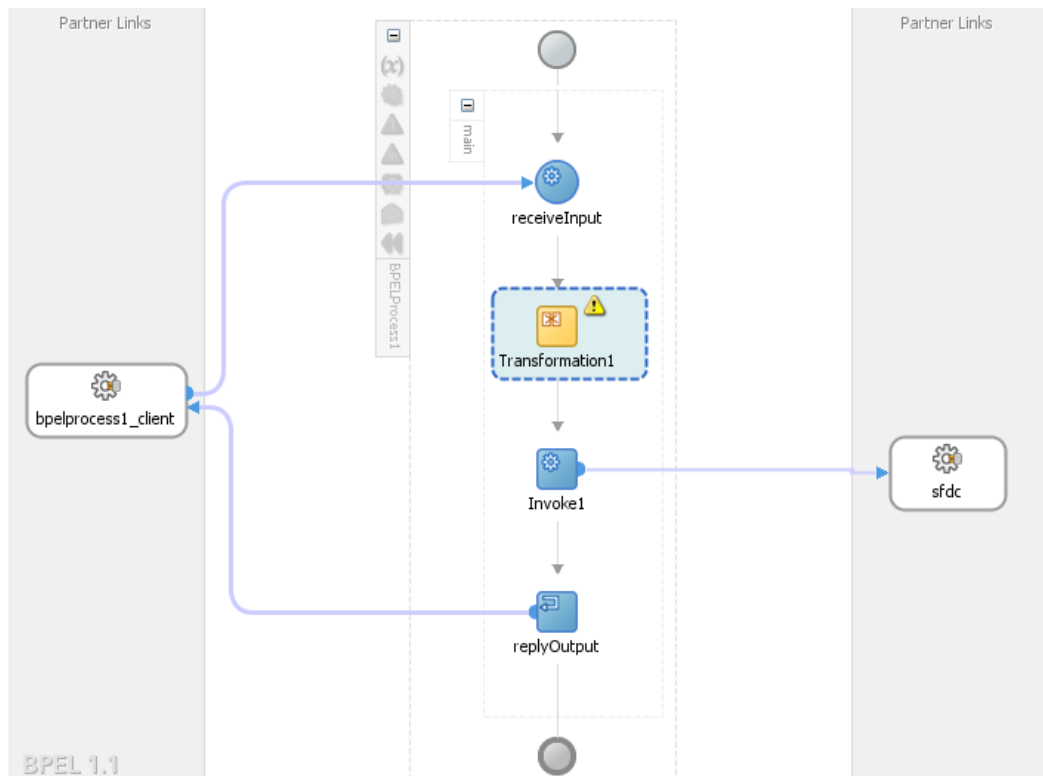 Partner Links
Partner Links
(x)
main
receiveInput
BPELProcess1
Transformation1
bpelprocess1_client
Invoke1
sfdc
replyOutput
BPEL 1.1